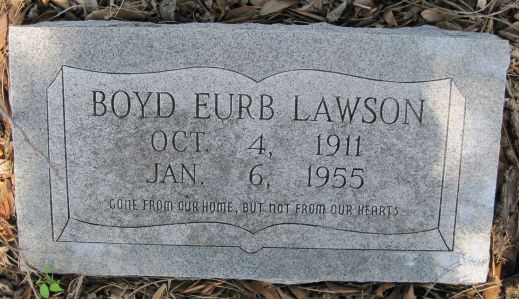 BOYD EURB LAWSON
OCT. 4, 1911
JAN. 6, 1955
GONE FROM OUR HOME, BUT NOT FROM OUR HEARTS